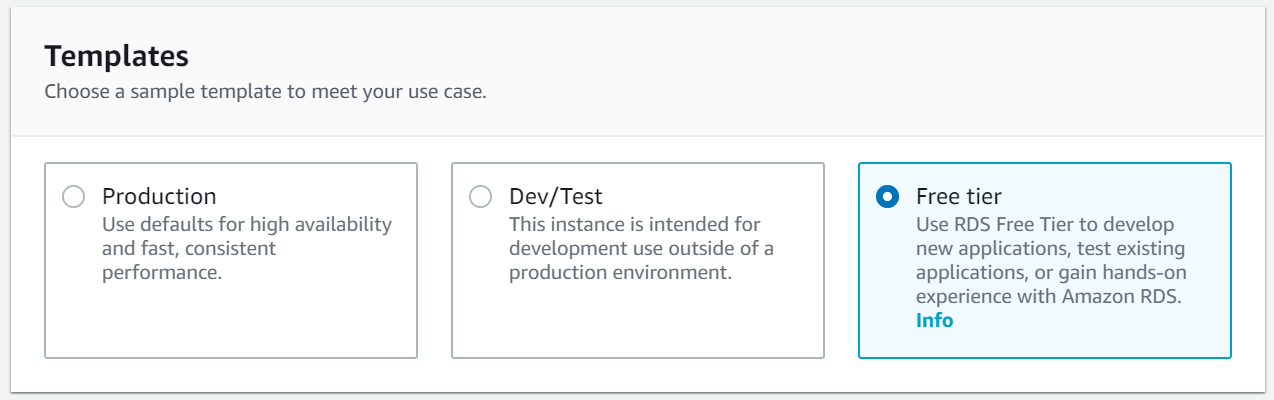 Templates
Choose a sample template to meet your use case.
Production
Use defaults for high availability
and fast, consistent
performance.
Dev/Test
This instance is intended for
development use outside of a
production environment.
Free tier
Use RDS Free Tier to develop
new applications, test existing
applications, or gain hands-on
experience with Amazon RDS.
Info